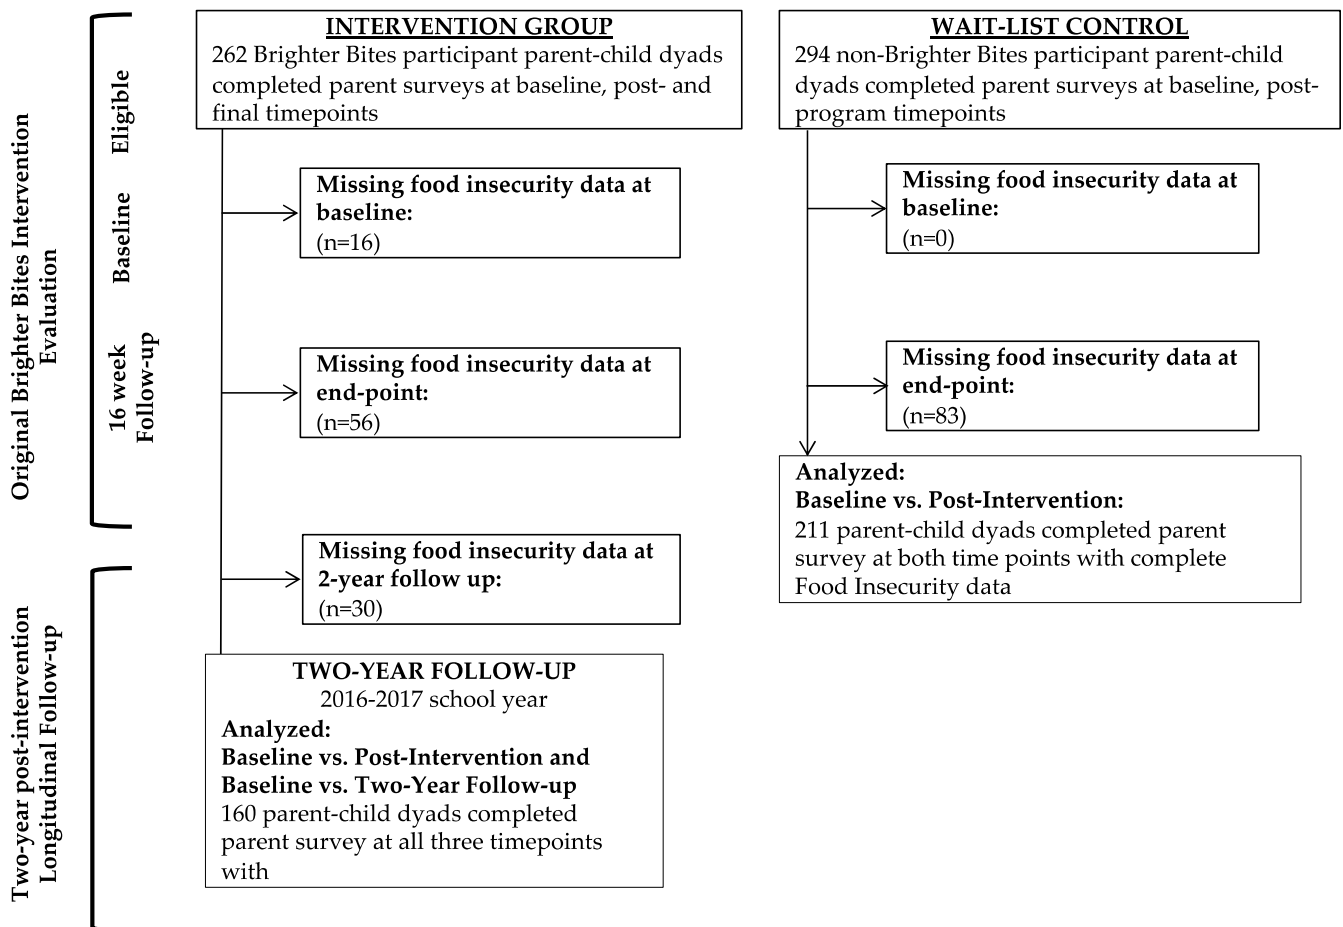 INTERVENTION GROUP
262 Brighter Bites participant parent-child dyads
completed parent surveys at baseline, post- and
final timepoints
WAIT-LIST CONTROL
294 non-Brighter Bites participant parent-child
dyads completed parent surveys at baseline, post-
program timepoints
Original Brighter Bites Intervention
Evaluation
Eligible
Baseline
16 week
Follow-up
Missing food insecurity data at
baseline:
(n=16)
Missing food insecurity data at
baseline:
(n=0)
Missing food insecurity data at
end-point:
(n=56)
Missing food insecurity data at
end-point:
(n=83)
Analyzed:
Baseline vs. Post-Intervention:
211 parent-child dyads completed parent
survey at both time points with complete
Food Insecurity data
Two-year post-intervention
Longitudinal Follow-up
Missing food insecurity data at
2-year follow up:
(n=30)
TWO-YEAR FOLLOW-UP
2016-2017 school year
Analyzed:
Baseline vs. Post-Intervention and
Baseline vs. Two-Year Follow-up
160 parent-child dyads completed
parent survey at all three timepoints
with